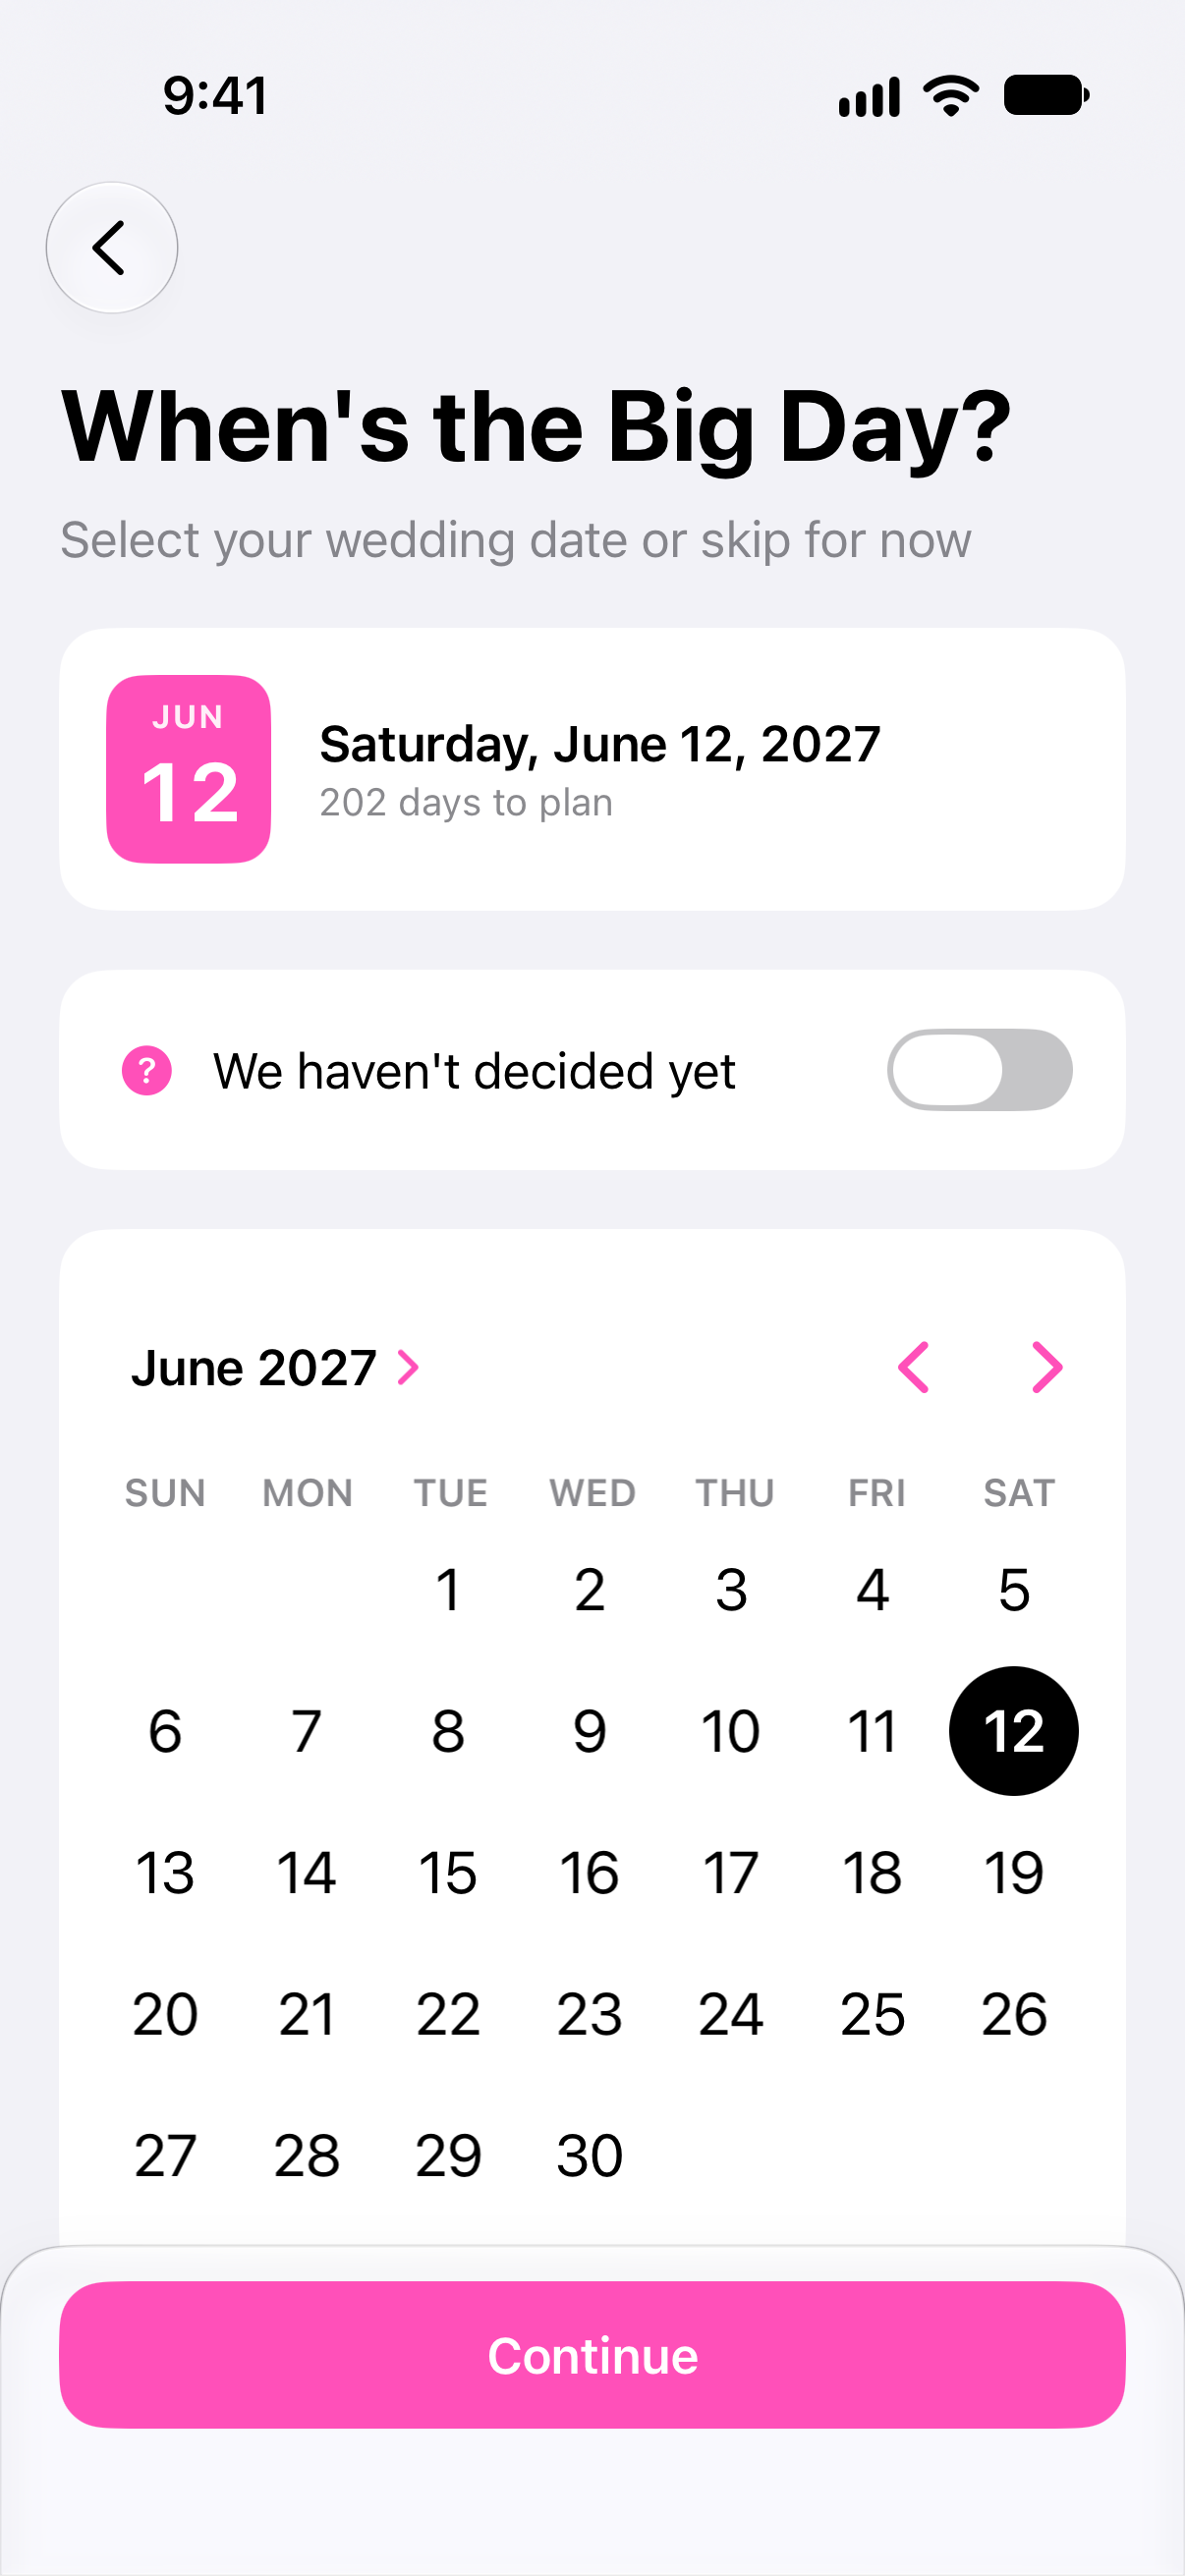 9:41
When's the Big Day?
Select your wedding date or skip for now
JUN
12
Saturday, June 12, 2027
202 days to plan
? We haven't decided yet
June 2027
SUN MON TUE WED THU FRI SAT
1 2 3 4 5
6 7 8 9 10 11 12
13 14 15 16 17 18 19
20 21 22 23 24 25 26
27 28 29 30
Continue